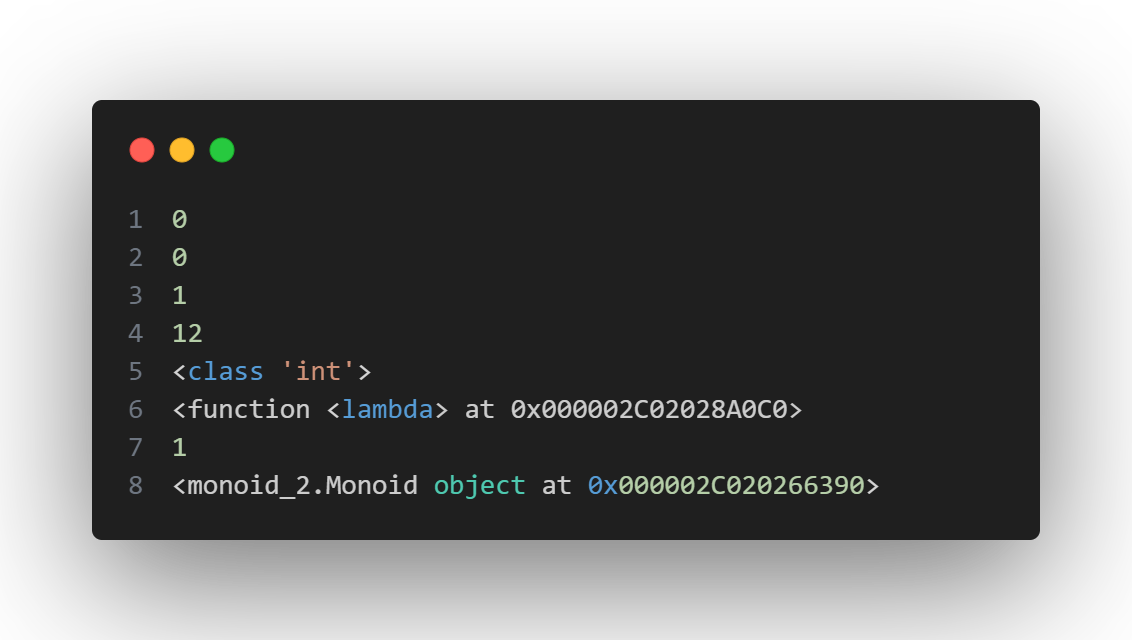 1 0
2 0
3 1
4 12
5 <class 'int'>
6 <function <lambda> at 0x000002C02028A0C0>
7 1
8 <monoid_2.Monoid object at 0x000002C020266390>